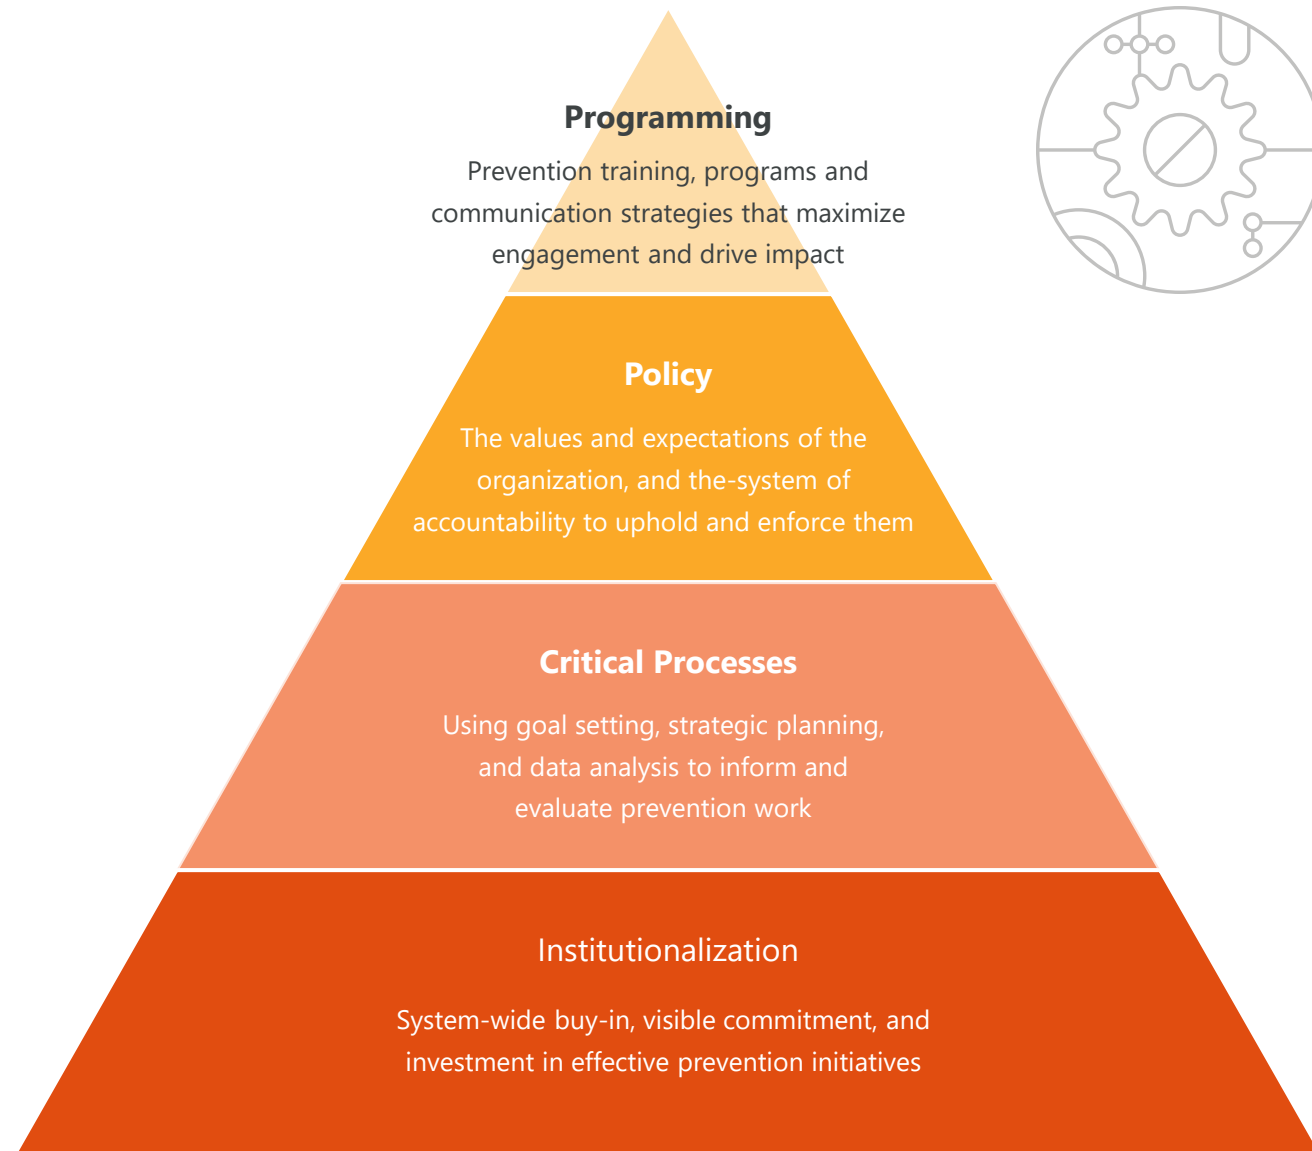 Programming
Prevention training, programs and
communication strategies that maximize
engagement and drive impact
Policy
The values and expectations of the
organization, and the-system of
accountability to uphold and enforce them
Critical Processes
Using goal setting, strategic planning,
and data analysis to inform and
evaluate prevention work
Institutionalization
System-wide buy-in, visible commitment, and
investment in effective prevention initiatives